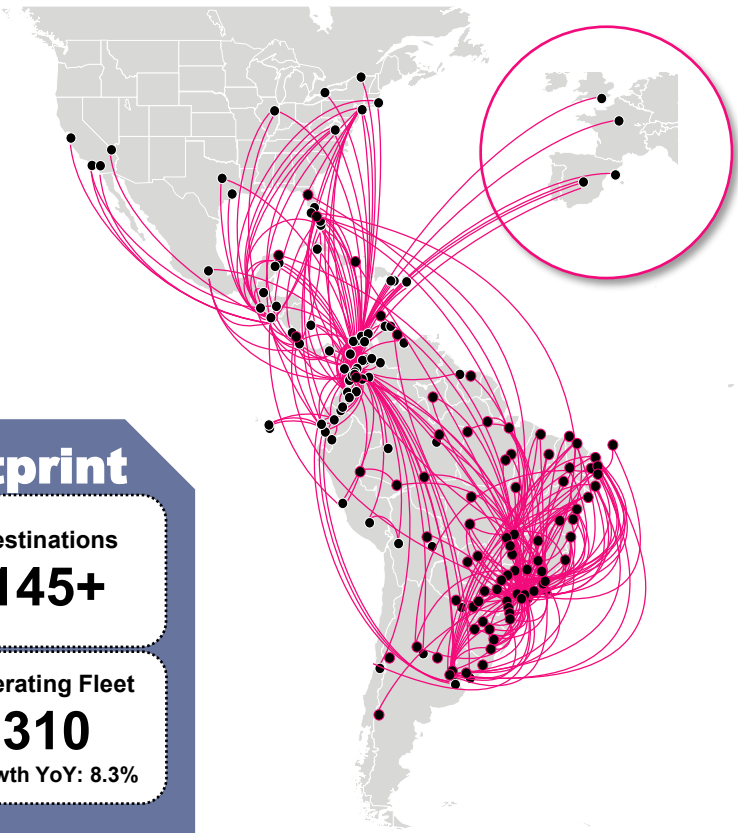 tprint
estinations
145+
erating Fleet
310
wth YoY: 8.3%